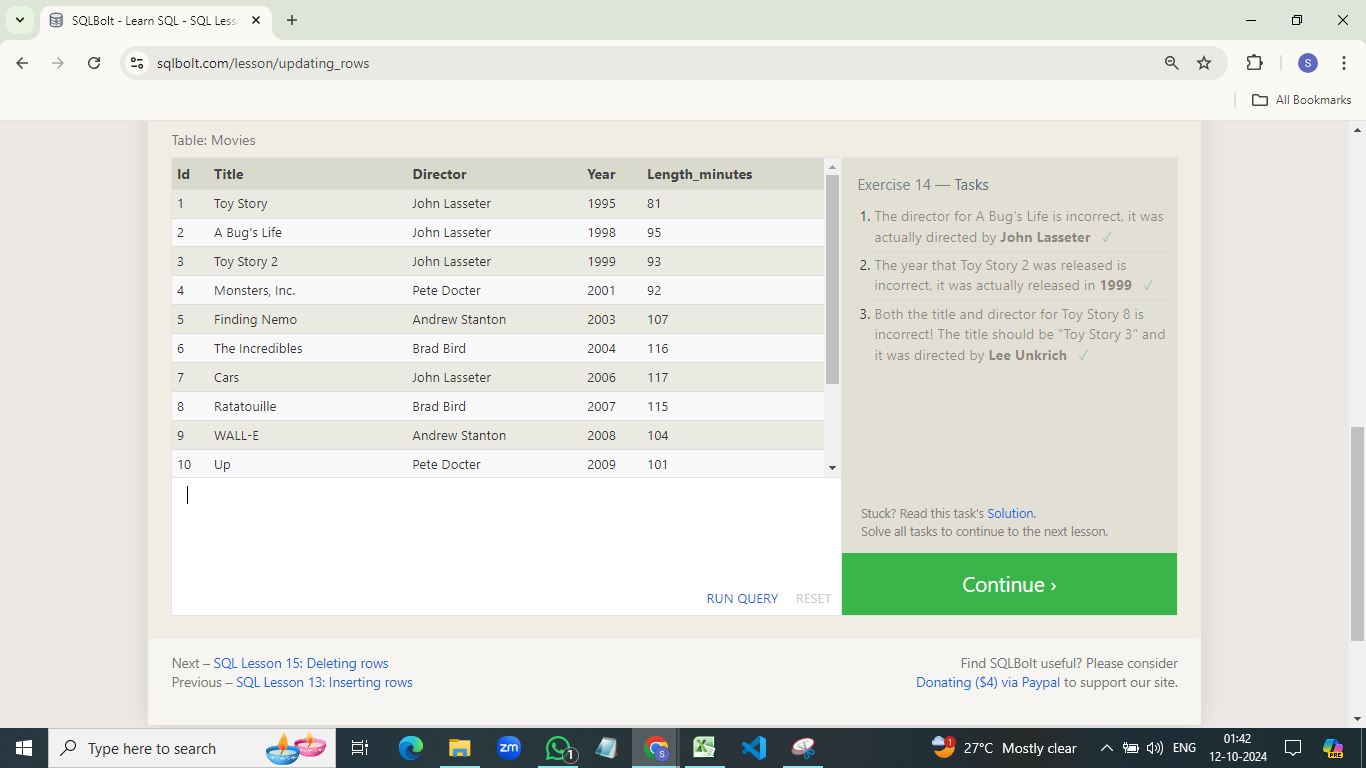 SQLBolt - Learn SQL - SQL Less
sqlbolt.com/lesson/updating_rows
S
All Bookmarks
Table: Movies
Id Title Director Year Length_minutes
1 Toy Story John Lasseter 1995 81
2 A Bug's Life John Lasseter 1998 95
3 Toy Story 2 John Lasseter 1999 93
4 Monsters, Inc. Pete Docter 2001 92
5 Finding Nemo Andrew Stanton 2003 107
6 The Incredibles Brad Bird 2004 116
7 Cars John Lasseter 2006 117
8 Ratatouille Brad Bird 2007 115
9 WALL-E Andrew Stanton 2008 104
10 Up Pete Docter 2009 101
RUN QUERY RESET
Exercise 14 — Tasks
1. The director for A Bug's Life is incorrect, it was
actually directed by John Lasseter ✓
2. The year that Toy Story 2 was released is
incorrect, it was actually released in 1999 ✓
3. Both the title and director for Toy Story 8 is
incorrect! The title should be "Toy Story 3" and
it was directed by Lee Unkrich ✓
Stuck? Read this task's Solution.
Solve all tasks to continue to the next lesson.
Continue ›
Next – SQL Lesson 15: Deleting rows
Previous – SQL Lesson 13: Inserting rows
Find SQLBolt useful? Please consider
Donating ($4) via Paypal to support our site.
Type here to search
zm
1
S
1
27°C Mostly clear
ENG
01:42
12-10-2024
PRE